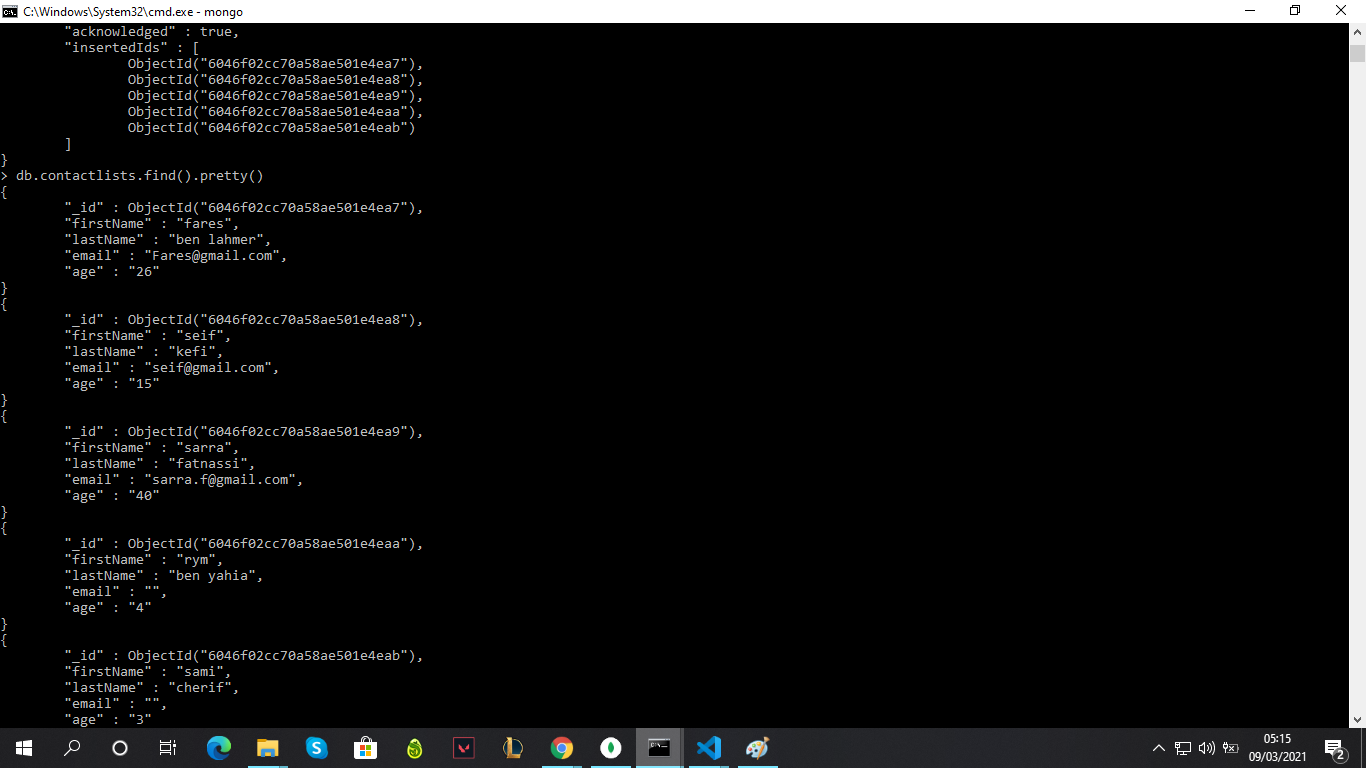 C:\Windows\System32\cmd.exe - mongo
"acknowledged" : true,
"insertedIds" : [
ObjectId("6046f02cc70a58ae501e4ea7"),
ObjectId("6046f02cc70a58ae501e4ea8"),
ObjectId("6046f02cc70a58ae501e4ea9"),
ObjectId("6046f02cc70a58ae501e4eaa"),
ObjectId("6046f02cc70a58ae501e4eab")
]
}
> db.contactlists.find().pretty()
{
"_id" : ObjectId("6046f02cc70a58ae501e4ea7"),
"firstName" : "fares",
"lastName" : "ben lahmer",
"email" : "Fares@gmail.com",
"age" : "26"
}
{
"_id" : ObjectId("6046f02cc70a58ae501e4ea8"),
"firstName" : "seif",
"lastName" : "kefi",
"email" : "seif@gmail.com",
"age" : "15"
}
{
"_id" : ObjectId("6046f02cc70a58ae501e4ea9"),
"firstName" : "sarra",
"lastName" : "fatnassi",
"email" : "sarra.f@gmail.com",
"age" : "40"
}
{
"_id" : ObjectId("6046f02cc70a58ae501e4eaa"),
"firstName" : "rym",
"lastName" : "ben yahia",
"email" : "",
"age" : "4"
}
{
"_id" : ObjectId("6046f02cc70a58ae501e4eab"),
"firstName" : "sami",
"lastName" : "cherif",
"email" : "",
"age" : "3"
05:15
09/03/2021
2